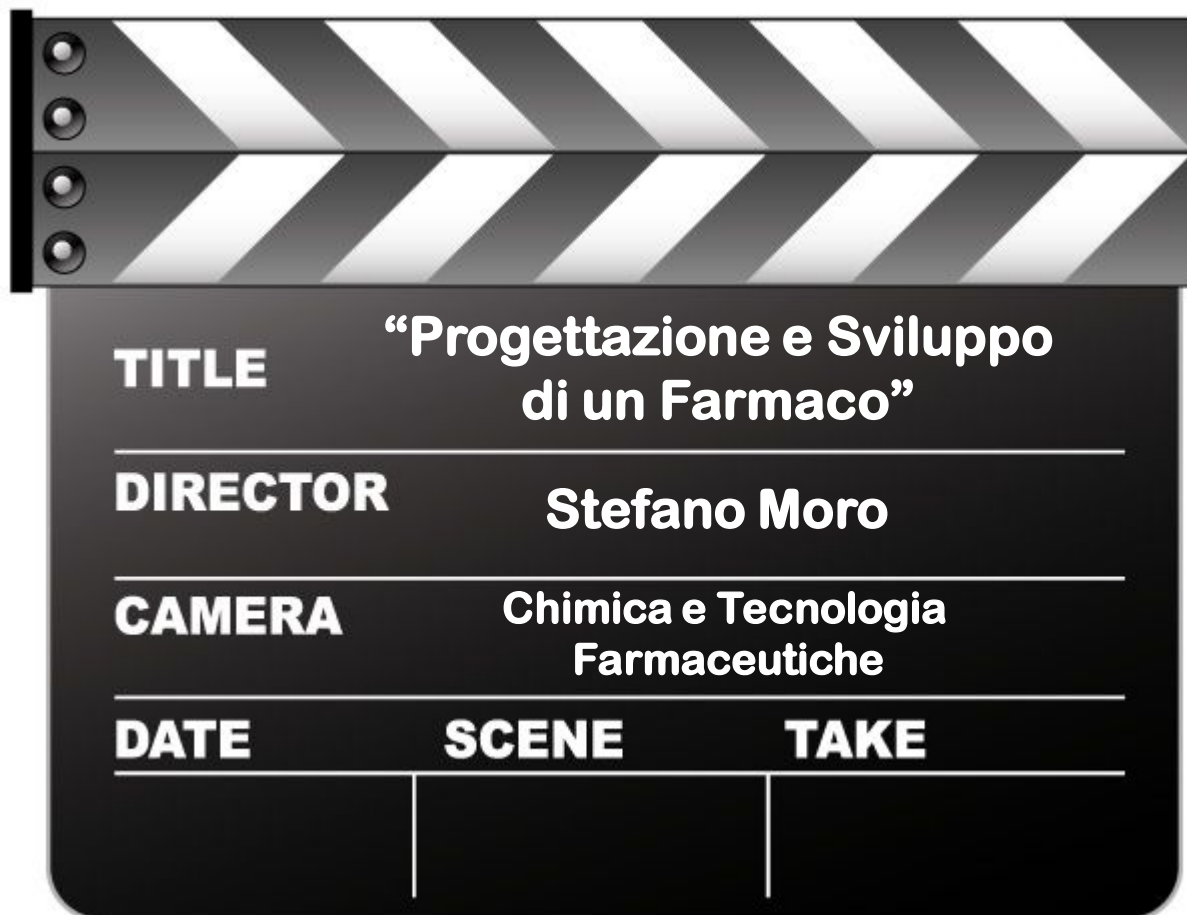 TITLE
“Progettazione e Sviluppo
di un Farmaco”
DIRECTOR
Stefano Moro
CAMERA
Chimica e Tecnologia
Farmaceutiche
DATE SCENE TAKE